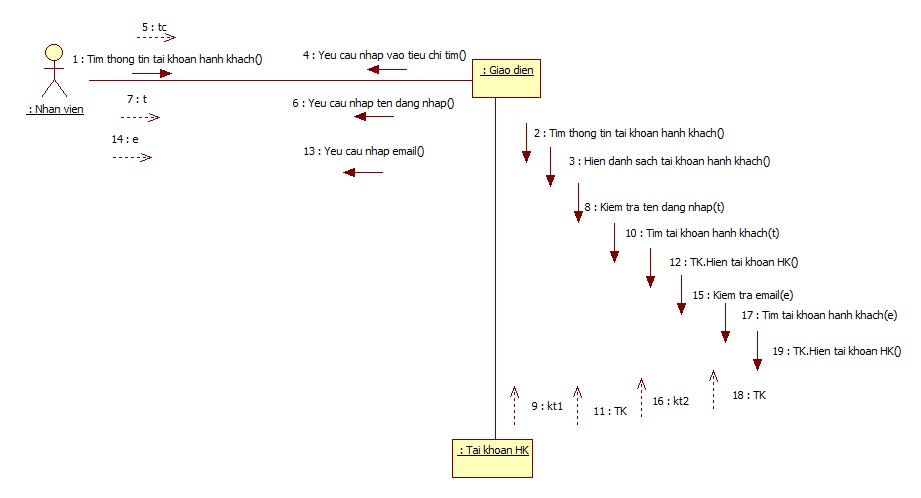 5 : tc
1 : Tim thong tin tai khoan hanh khach()
4 : Yeu cau nhap vao tieu chi tim()
: Giao dien
: Nhan vien
7 : t
6 : Yeu cau nhap ten dang nhap()
14 : e
13 : Yeu cau nhap email()
2 : Tim thong tin tai khoan hanh khach()
3 : Hien danh sach tai khoan hanh khach()
8 : Kiem tra ten dang nhap(t)
10 : Tim tai khoan hanh khach(t)
12 : TK.Hien tai khoan HK()
15 : Kiem tra email(e)
17 : Tim tai khoan hanh khach(e)
19 : TK.Hien tai khoan HK()
9 : kt1
11 : TK
16 : kt2
18 : TK
: Tai khoan HK